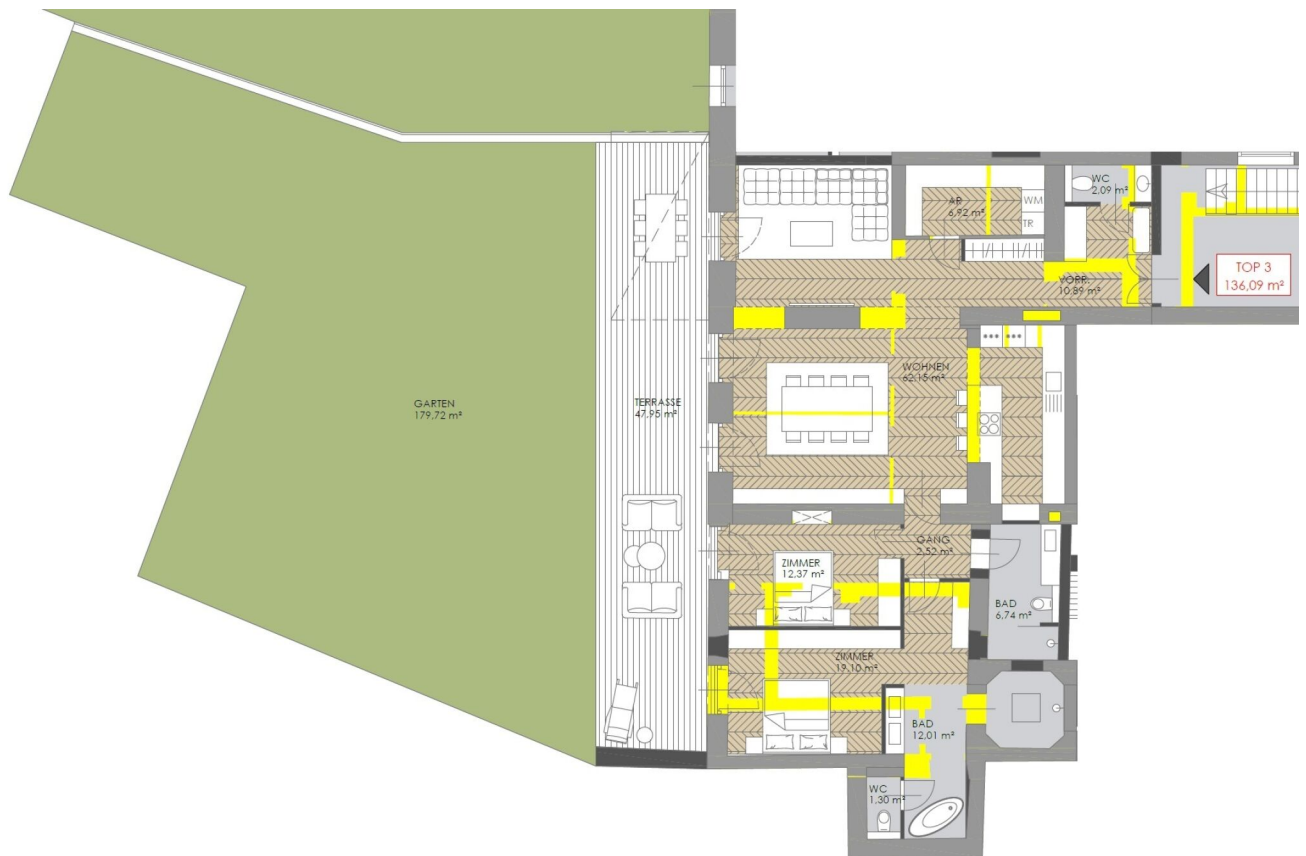 WC
2,09 m²
AR
6,92 m²
WM
TR
TOP 3
136,09 m²
VORR.
10,89 m²
WOHNEN
62,15 m²
GARTEN
179,72 m²
TERRASSE
47,95 m²
GANG
2,52 m²
ZIMMER
12,37 m²
BAD
6,74 m²
ZIMMER
19,10 m²
BAD
12,01 m²
WC
1,30 m²